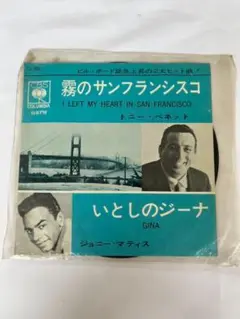 霧のサンフランシスコ
I LEFT MY HEART IN SAN FRANCISCO
トニー・ベネット
COLUMBIA
いとしのジーナ
GINA
ジョニー・マティス